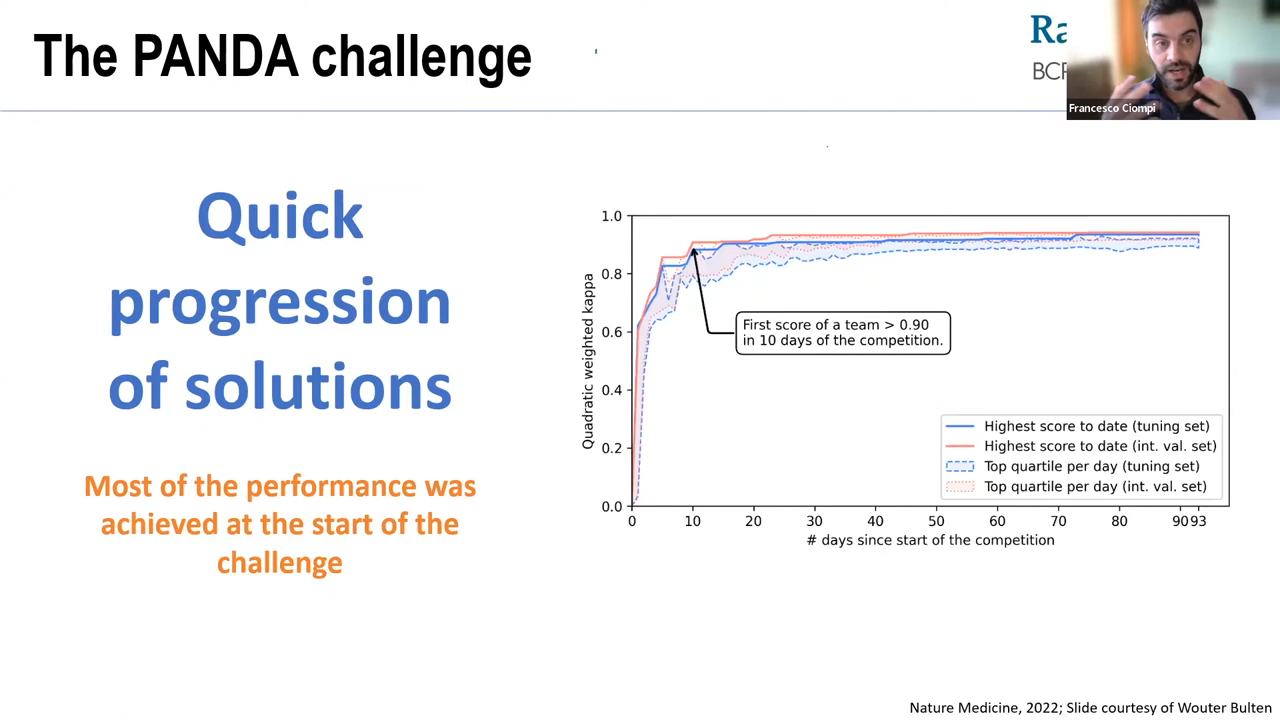 The PANDA challenge
Ra
BCP
Francesco Ciompi
Quick
progression
of solutions
Most of the performance was
achieved at the start of the
challenge
1.0
0.8
0.6
0.4
0.2
0.0
Quadratic weighted kappa
First score of a team > 0.90
in 10 days of the competition.
Highest score to date (tuning set)
Highest score to date (int. val. set)
Top quartile per day (tuning set)
Top quartile per day (int. val. set)
0 10 20 30 40 50 60 70 80 90 93
# days since start of the competition
Nature Medicine, 2022; Slide courtesy of Wouter Bulten